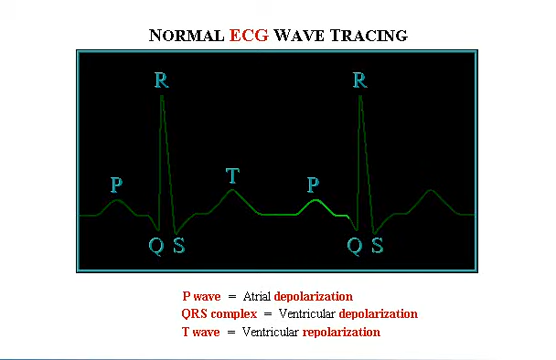 NORMAL ECG WAVE TRACING
R R
P T P
Q S Q S
P wave = Atrial depolarization
QRS complex = Ventricular depolarization
T wave = Ventricular repolarization